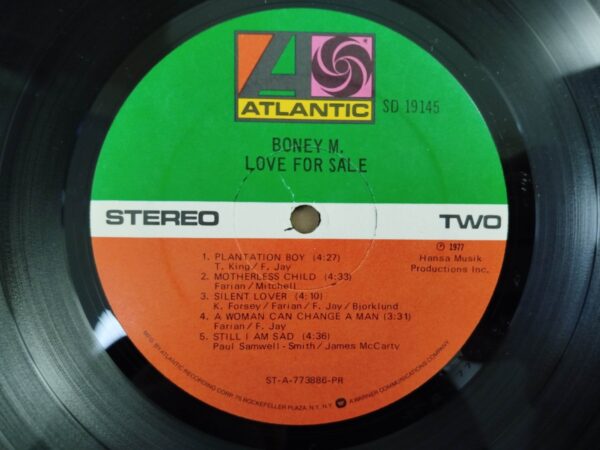 ATLANTIC
SD 19145
BONEY M.
LOVE FOR SALE
STEREO
TWO
℗ 1977
Hansa Musik
Productions Inc.
1. PLANTATION BOY (4:27)
T. King/F. Jay
2. MOTHERLESS CHILD (4:33)
Farian/Mitchell
3. SILENT LOVER (4:10)
K. Forsey/Farian/F. Jay/Bjorklund
4. A WOMAN CAN CHANGE A MAN (3:31)
Farian/F. Jay
5. STILL I AM SAD (4:36)
Paul Samwell-Smith/James McCarty
ST-A-773886-PR
MFG. BY ATLANTIC RECORDING CORP., 75 ROCKEFELLER PLAZA, N.Y., N.Y. A WARNER COMMUNICATIONS COMPANY